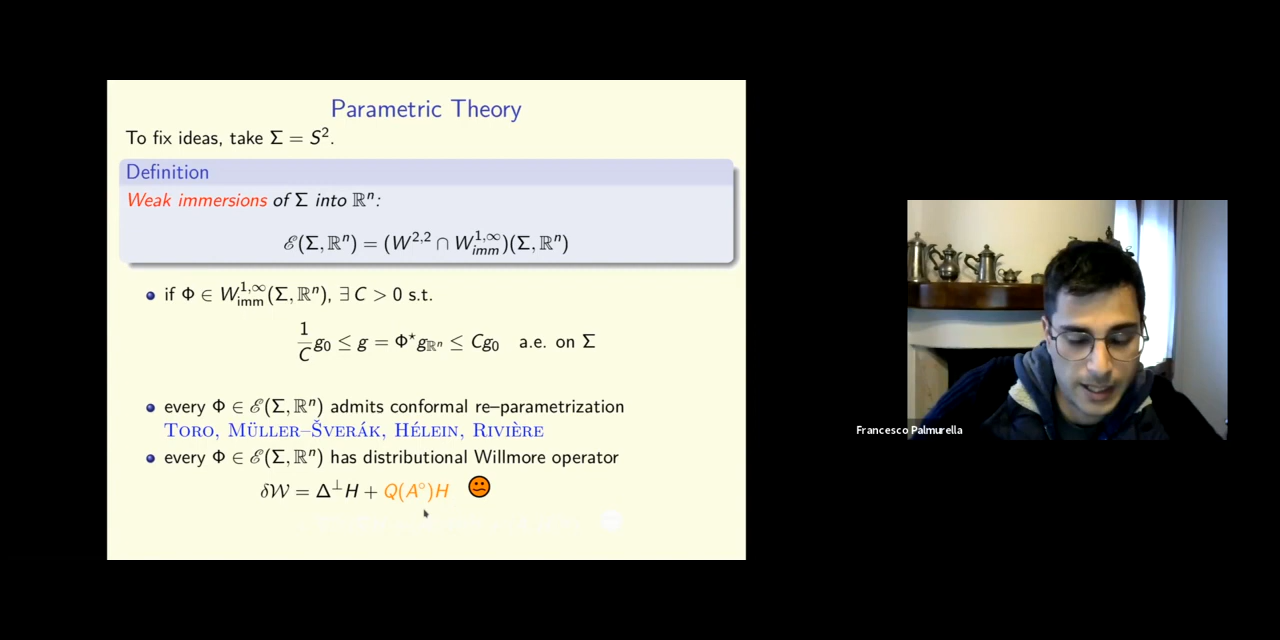 Parametric Theory
To fix ideas, take Σ = S².
Definition
Weak immersions of Σ into ℝⁿ:
ℰ(Σ, ℝⁿ) = (W^{2,2} ∩ W^{1,∞}_{imm})(Σ, ℝⁿ)
if Φ ∈ W^{1,∞}_{imm}(Σ, ℝⁿ), ∃ C > 0 s.t.
1/C g₀ ≤ g = Φ*g_{ℝⁿ} ≤ Cg₀ a.e. on Σ
every Φ ∈ ℰ(Σ, ℝⁿ) admits conformal re–parametrization
Toro, Müller–Šverák, Hélein, Rivière
every Φ ∈ ℰ(Σ, ℝⁿ) has distributional Willmore operator
δ𝒲 = Δ^⊥H + Q(A°)H
Francesco Palmurella